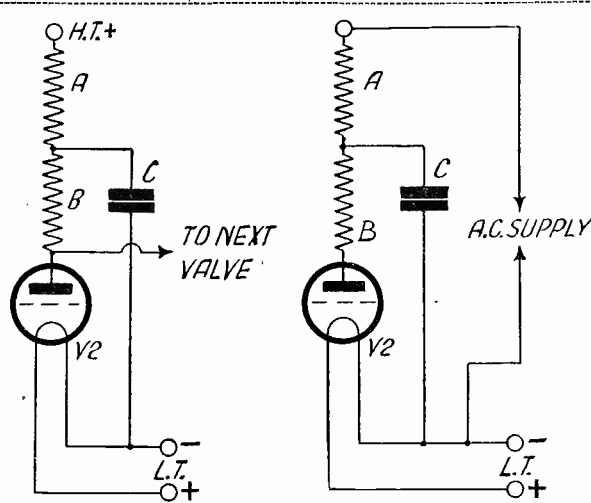 H.T.+
A
B
C
TO NEXT
VALVE
V2
−
L.T.
+
A
B
C
A.C. SUPPLY
V2
−
L.T.
+